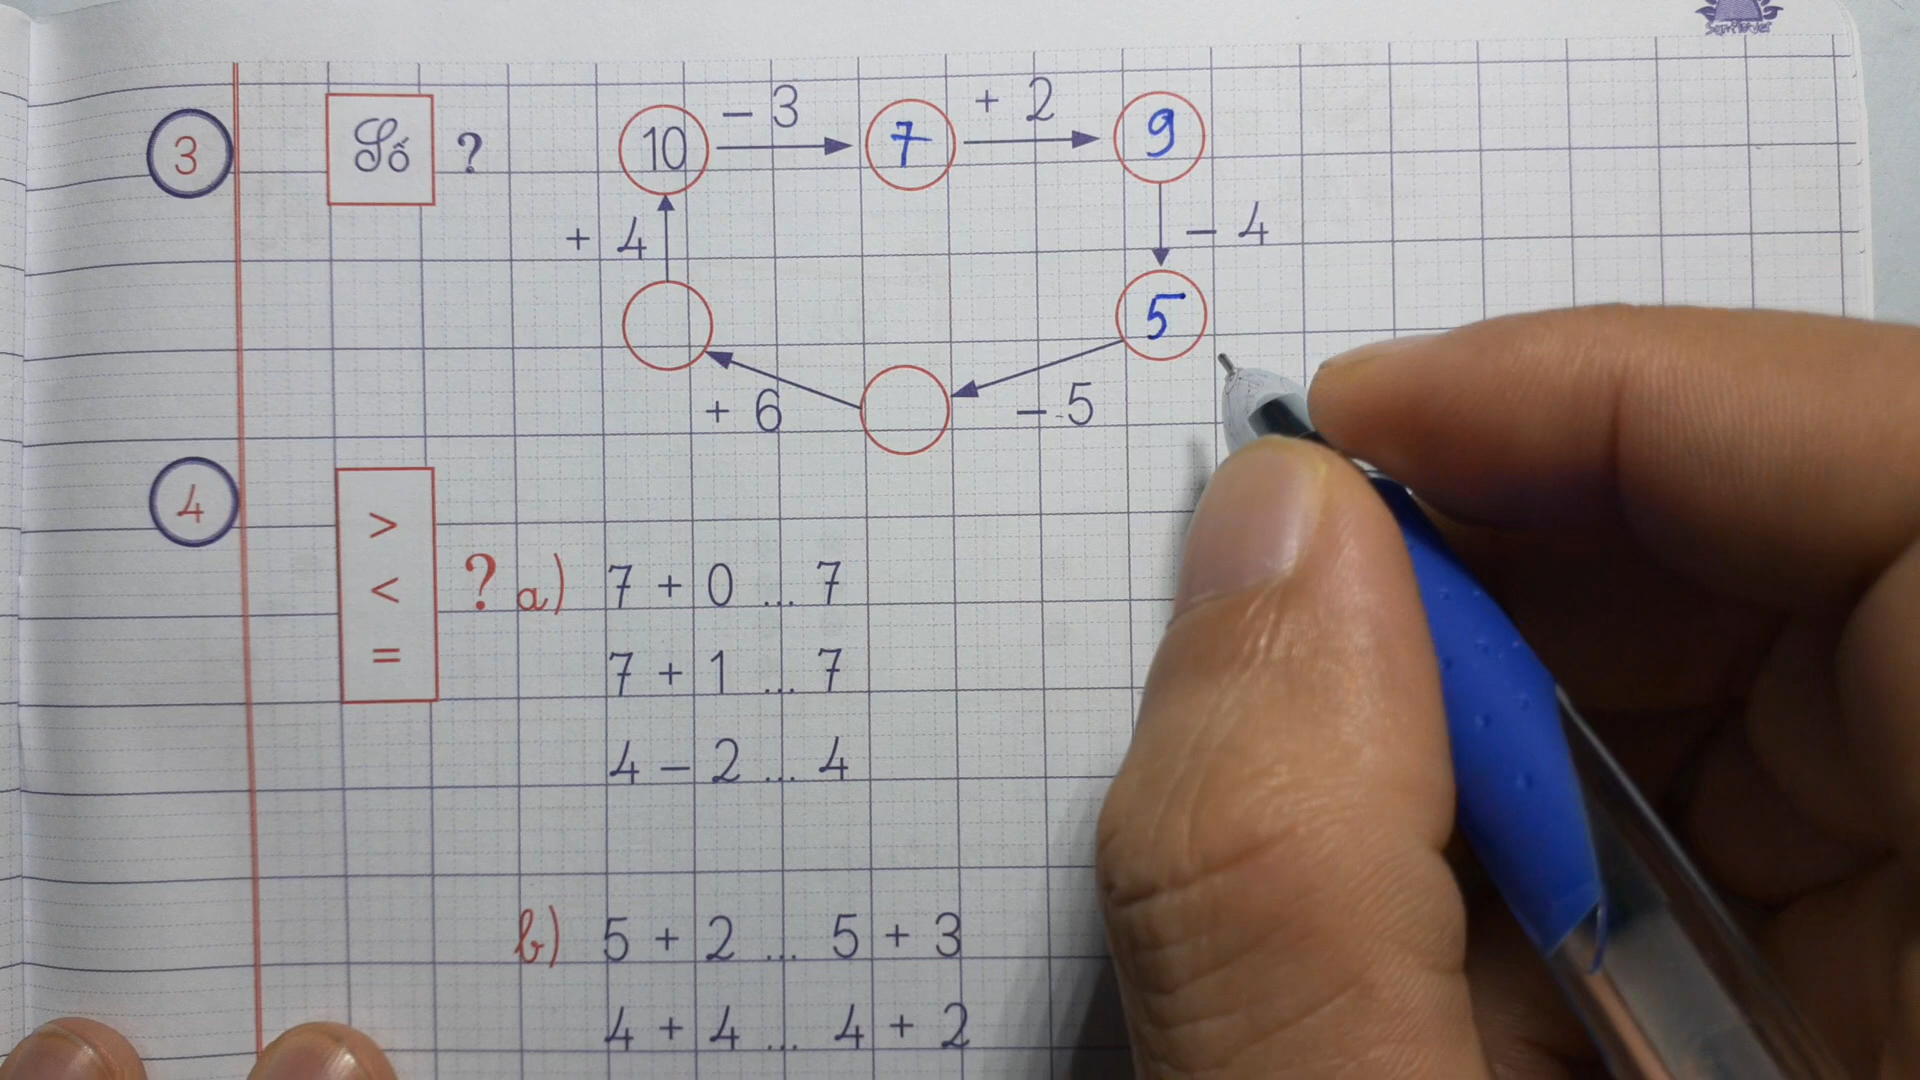 3 Số ? 10 - 3 7 + 2 9
+ 4 - 4
5
+ 6 - 5
4 > < = ? a) 7 + 0 ... 7
7 + 1 ... 7
4 - 2 ... 4
b) 5 + 2 ... 5 + 3
4 + 4 ... 4 + 2